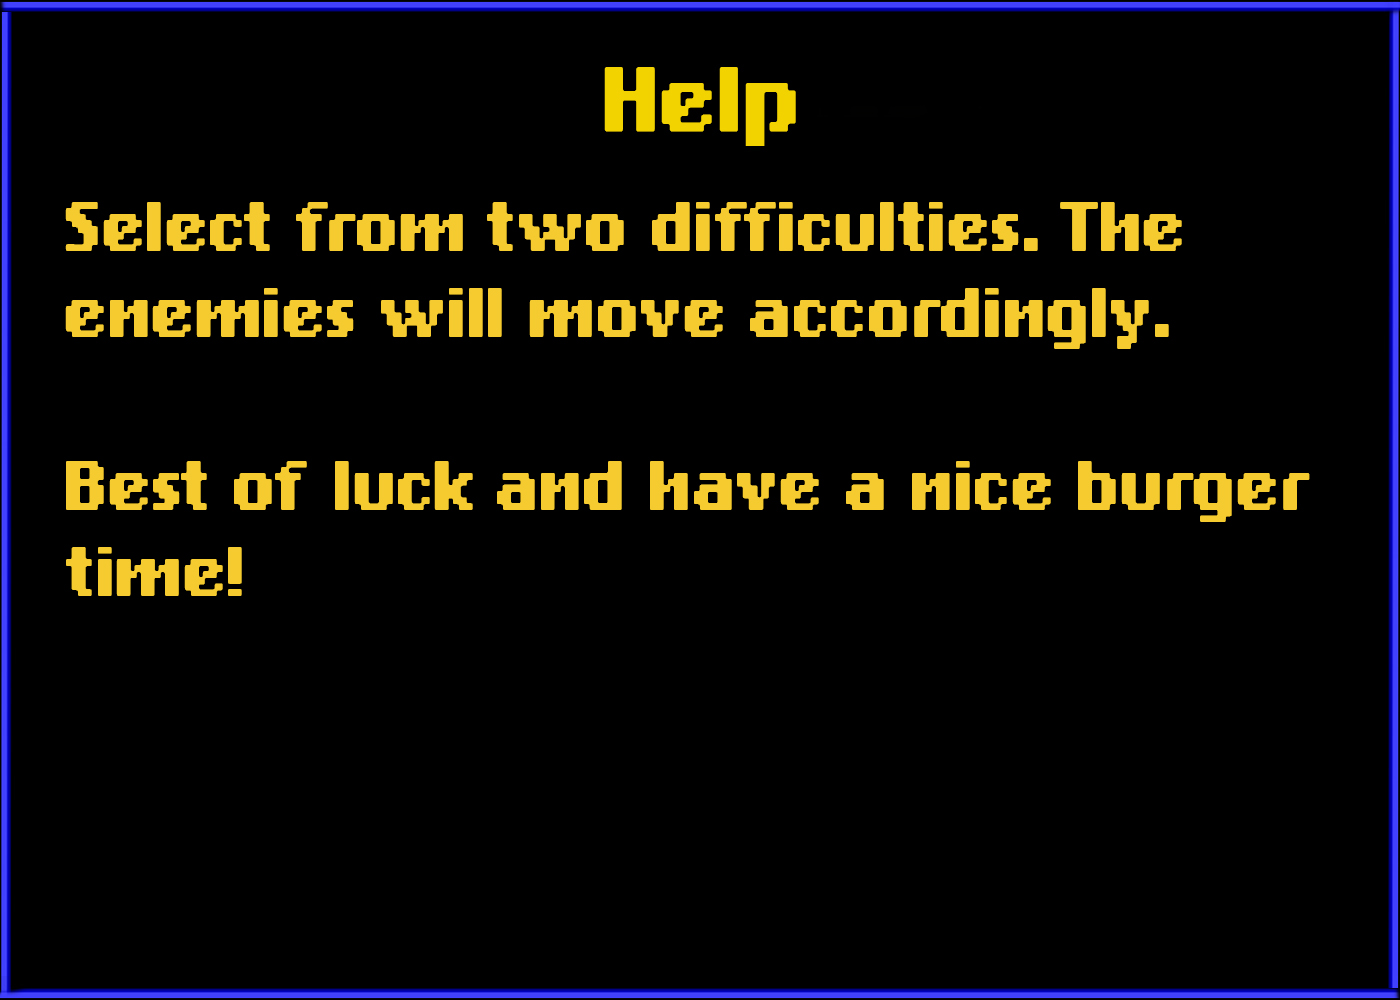 Help
Select from two difficulties. The
enemies will move accordingly.
Best of luck and have a nice burger
time!